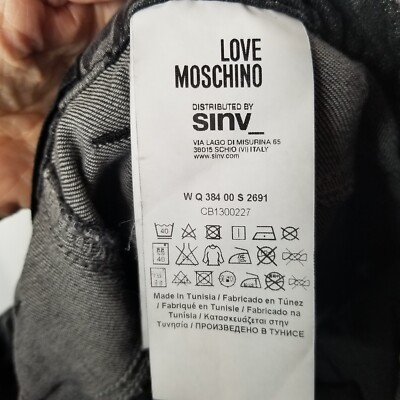 LOVE
MOSCHINO
DISTRIBUTED BY
sinv_
VIA LAGO DI MISURINA 65
36015 SCHIO (VI) ITALY
www.sinv.com
W Q 384 00 S 2691
CB1300227
40
40
Made in Tunisia / Fabricado en Túnez
/ Fabriqué en Tunisie / Fabricado na
Tunísia / Κατασκευάζεται στην
Τυνησία / ПРОИЗВЕДЕНО В ТУНИСЕ